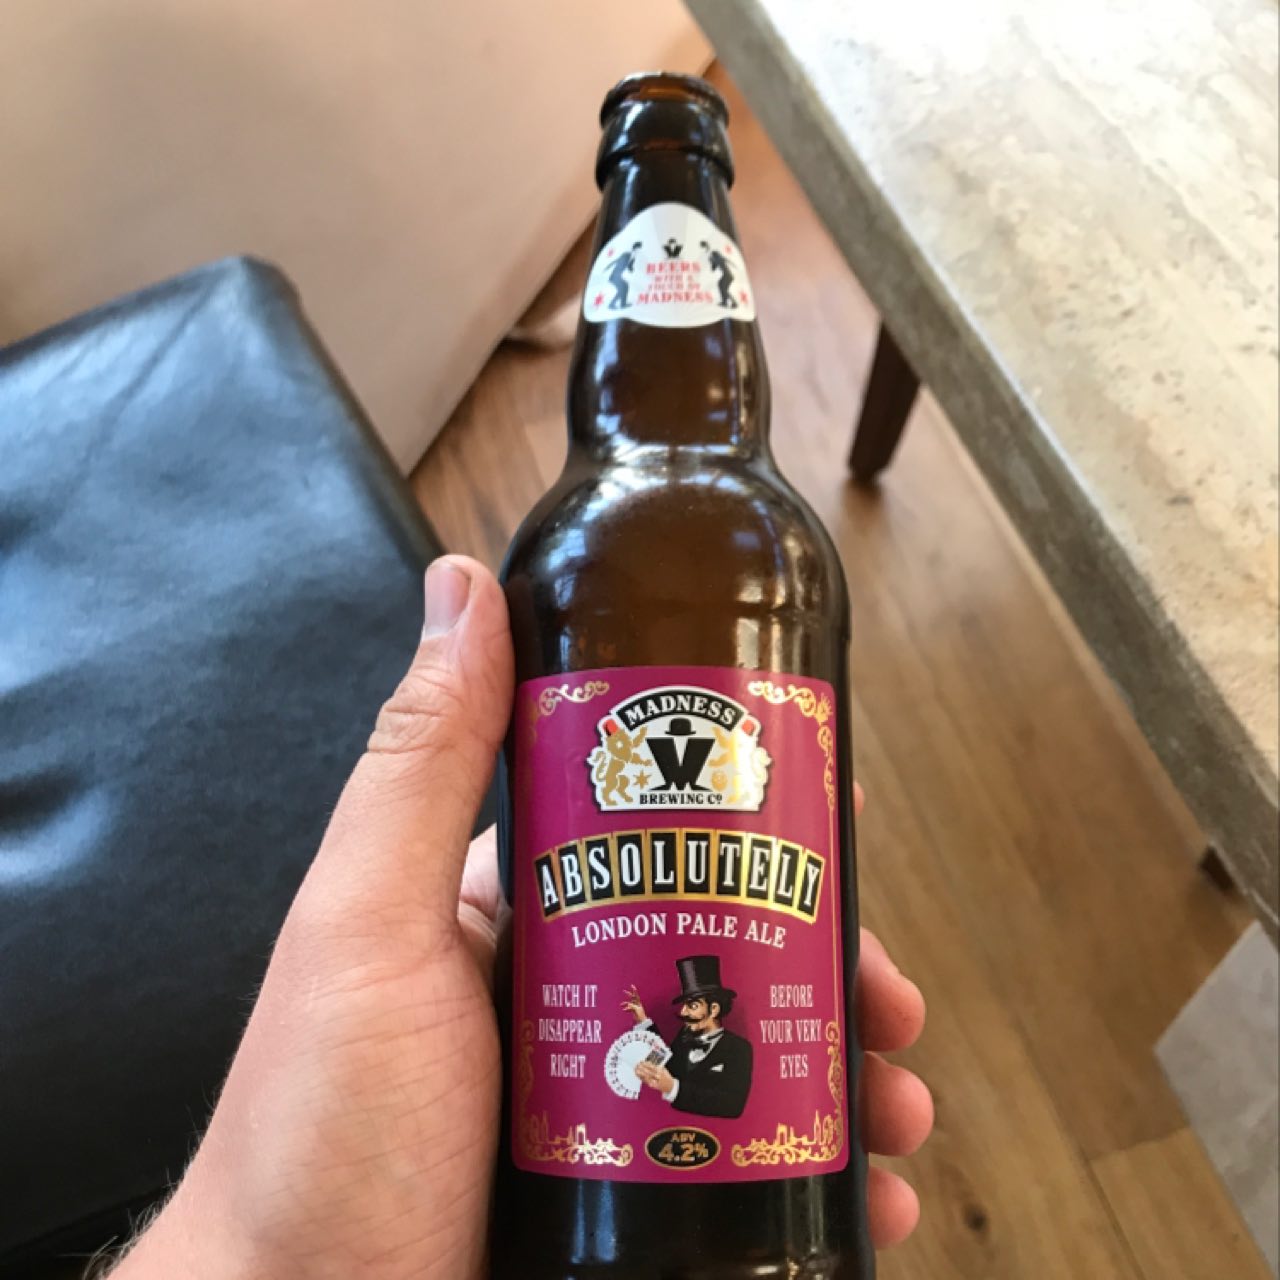 BEERS
WITH A
TOUCH OF
MADNESS
MADNESS
BREWING Co
ABSOLUTELY
LONDON PALE ALE
WATCH IT
DISAPPEAR
RIGHT
BEFORE
YOUR VERY
EYES
ABV
4.2%